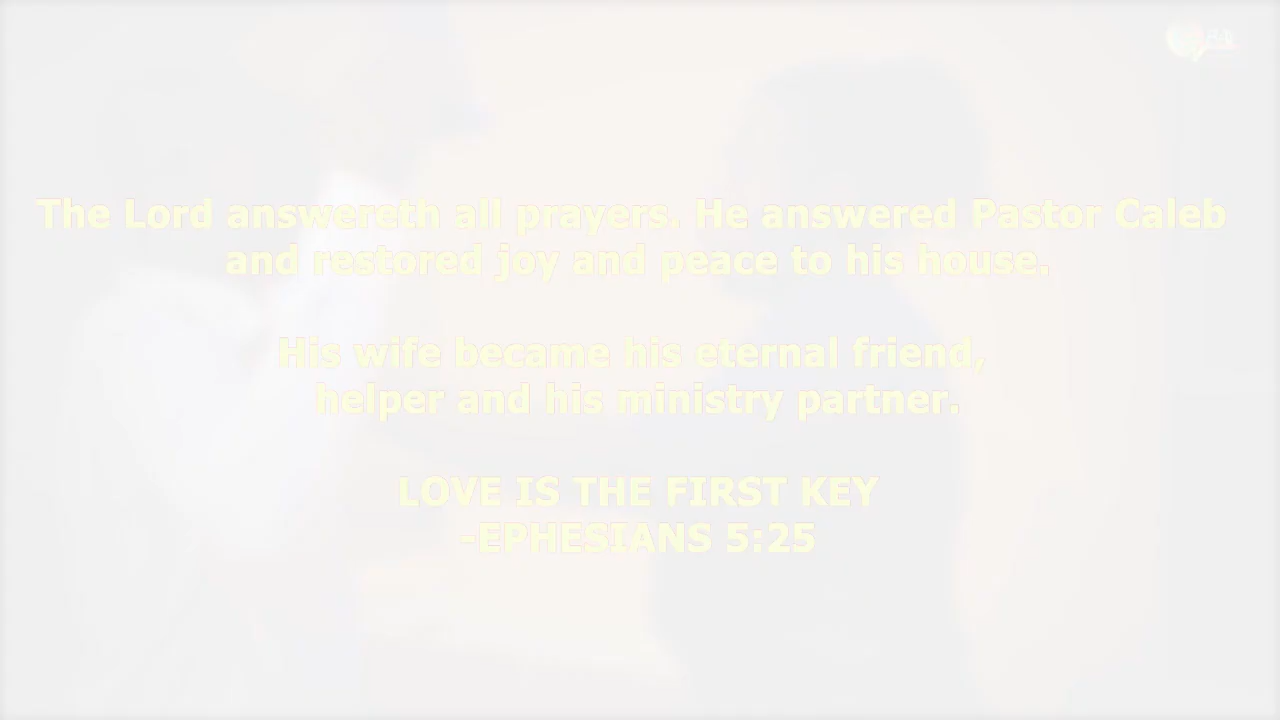 The Lord answereth all prayers. He answered Pastor Caleb
and restored joy and peace to his house.
His wife became his eternal friend,
helper and his ministry partner.
LOVE IS THE FIRST KEY
-EPHESIANS 5:25